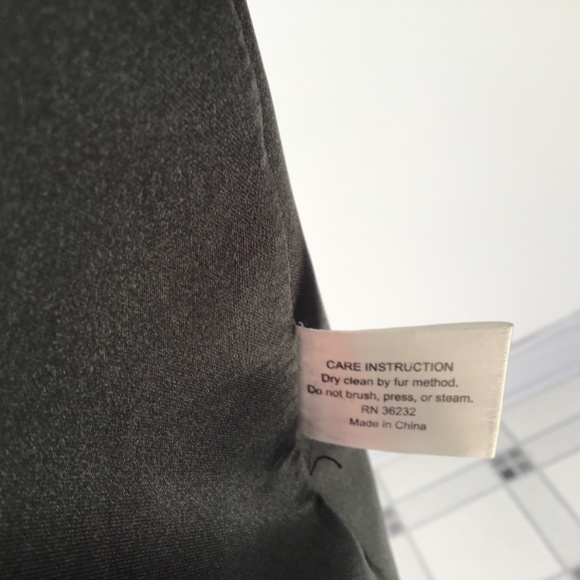 CARE INSTRUCTION
Dry clean by fur method.
Do not brush, press, or steam.
RN 36232
Made in China